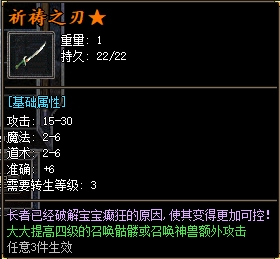 祈祷之刃★
重量: 1
持久: 22/22
[基础属性]
攻击: 15-30
魔法: 2-6
道术: 2-6
准确: +6
需要转生等级: 3
长者已经破解宝宝癫狂的原因,使其变得更加可控!
大大提高四级的召唤骷髅或召唤神兽额外攻击
任意3件生效